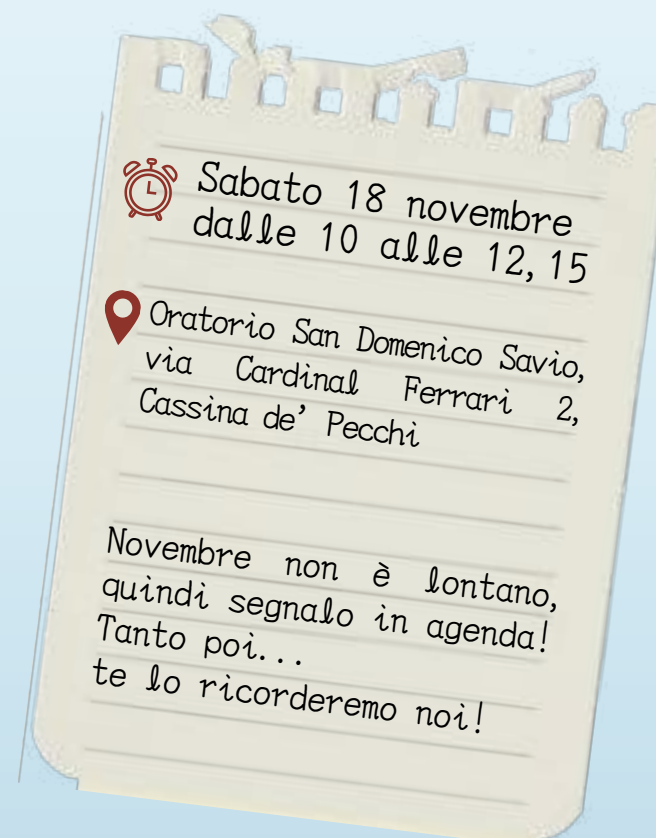 Sabato 18 novembre
dalle 10 alle 12,15
Oratorio San Domenico Savio,
via Cardinal Ferrari 2,
Cassina de’ Pecchi
Novembre non è lontano,
quindi segnalo in agenda!
Tanto poi...
te lo ricorderemo noi!